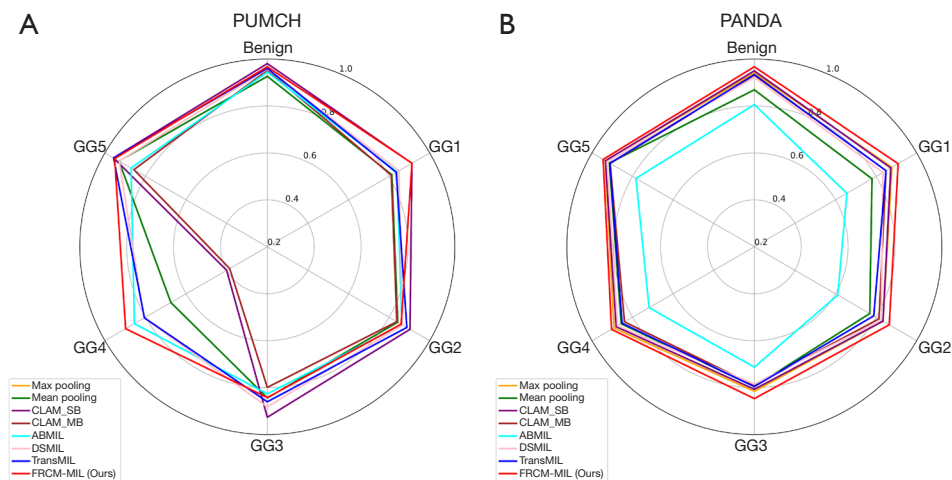 A
PUMCH
Benign
1.0
0.8
GG1
0.6
0.4
0.2
GG5
GG4
GG2
GG3
Max pooling
Mean pooling
CLAM_SB
CLAM_MB
ABMIL
DSMIL
TransMIL
FRCM-MIL (Ours)
B
PANDA
Benign
1.0
0.8
GG1
0.6
0.4
0.2
GG5
GG4
GG2
GG3
Max pooling
Mean pooling
CLAM_SB
CLAM_MB
ABMIL
DSMIL
TransMIL
FRCM-MIL (Ours)